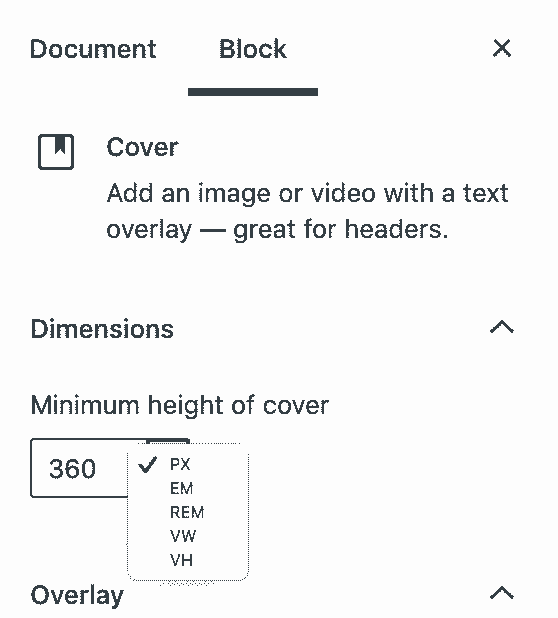 Document Block
Cover
Add an image or video with a text
overlay — great for headers.
Dimensions
Minimum height of cover
360
PX
EM
REM
VW
VH
Overlay